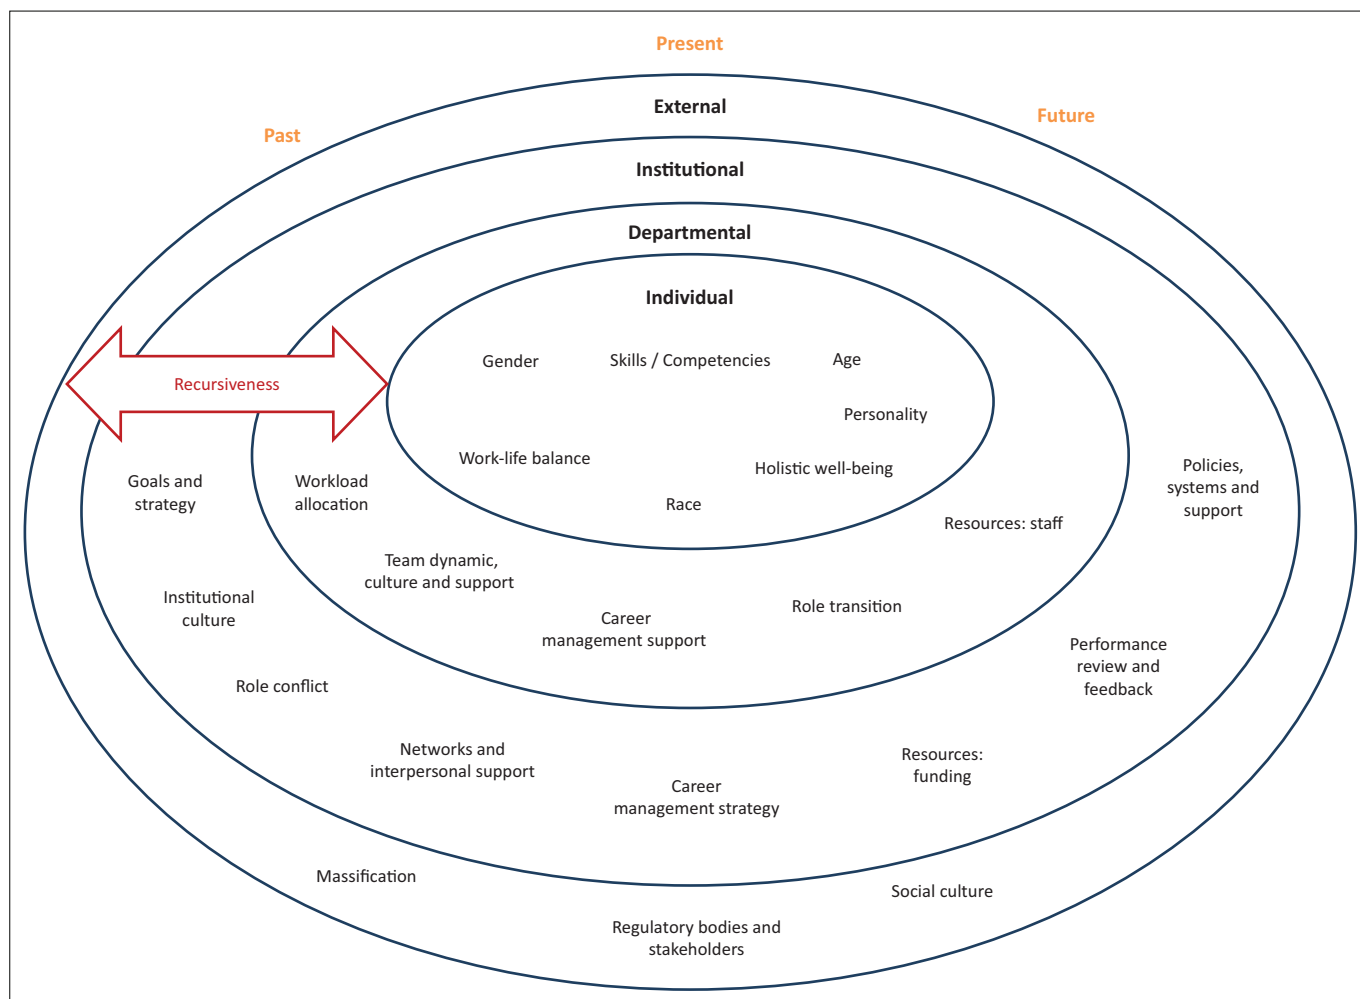 Present
Past
Future
External
Institutional
Departmental
Individual
Gender
Skills / Competencies
Age
Recursiveness
Personality
Work-life balance
Holistic well-being
Race
Goals and
strategy
Workload
allocation
Policies,
systems and
support
Resources: staff
Team dynamic,
culture and support
Institutional
culture
Career
management support
Role transition
Role conflict
Performance
review and
feedback
Networks and
interpersonal support
Career
management strategy
Resources:
funding
Massification
Social culture
Regulatory bodies and
stakeholders